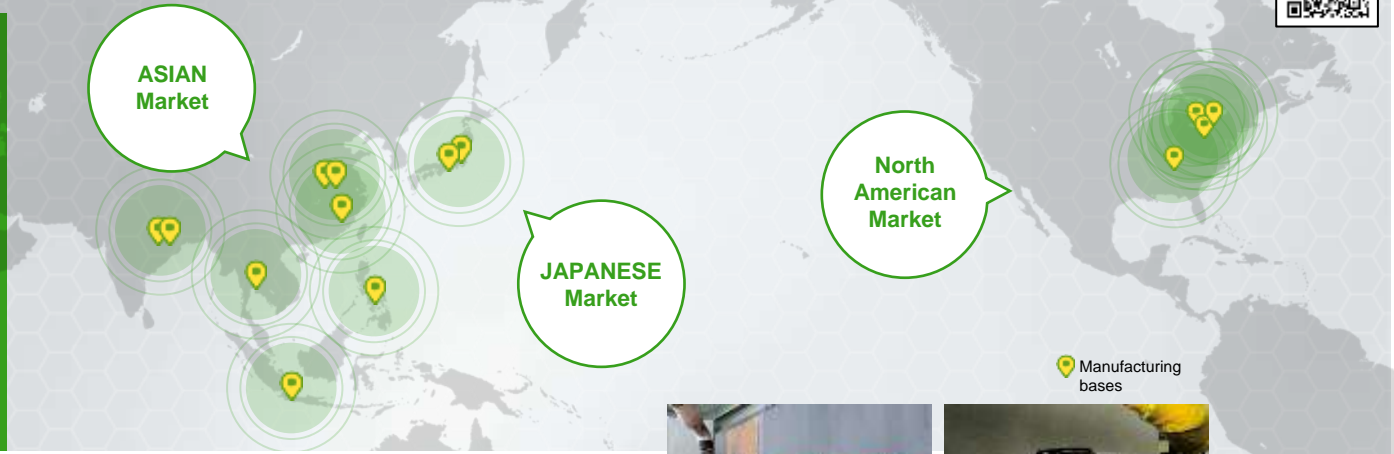 ASIAN
Market
North
American
Market
JAPANESE
Market
Manufacturing
bases